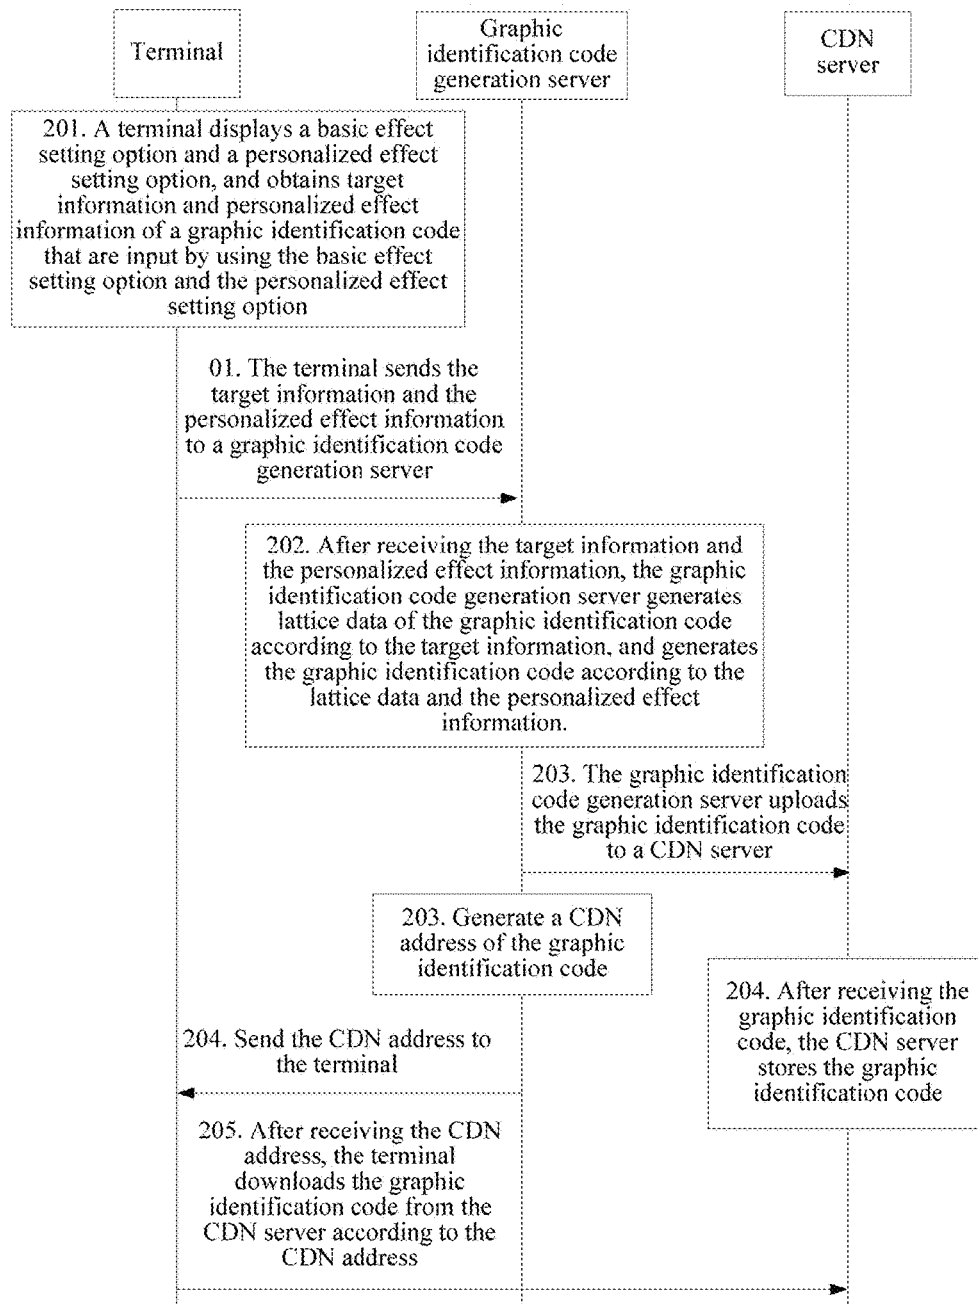 Terminal
Graphic
identification code
generation server
CDN
server
201. A terminal displays a basic effect
setting option and a personalized effect
setting option, and obtains target
information and personalized effect
information of a graphic identification code
that are input by using the basic effect
setting option and the personalized effect
setting option
01. The terminal sends the
target information and the
personalized effect information
to a graphic identification code
generation server
202. After receiving the target information and
the personalized effect information, the graphic
identification code generation server generates
lattice data of the graphic identification code
according to the target information, and generates
the graphic identification code according to the
lattice data and the personalized effect
information.
203. The graphic identification
code generation server uploads
the graphic identification code
to a CDN server
203. Generate a CDN
address of the graphic
identification code
204. After receiving the
graphic identification
code, the CDN server
stores the graphic
identification code
204. Send the CDN address to
the terminal
205. After receiving the CDN
address, the terminal
downloads the graphic
identification code from the
CDN server according to the
CDN address